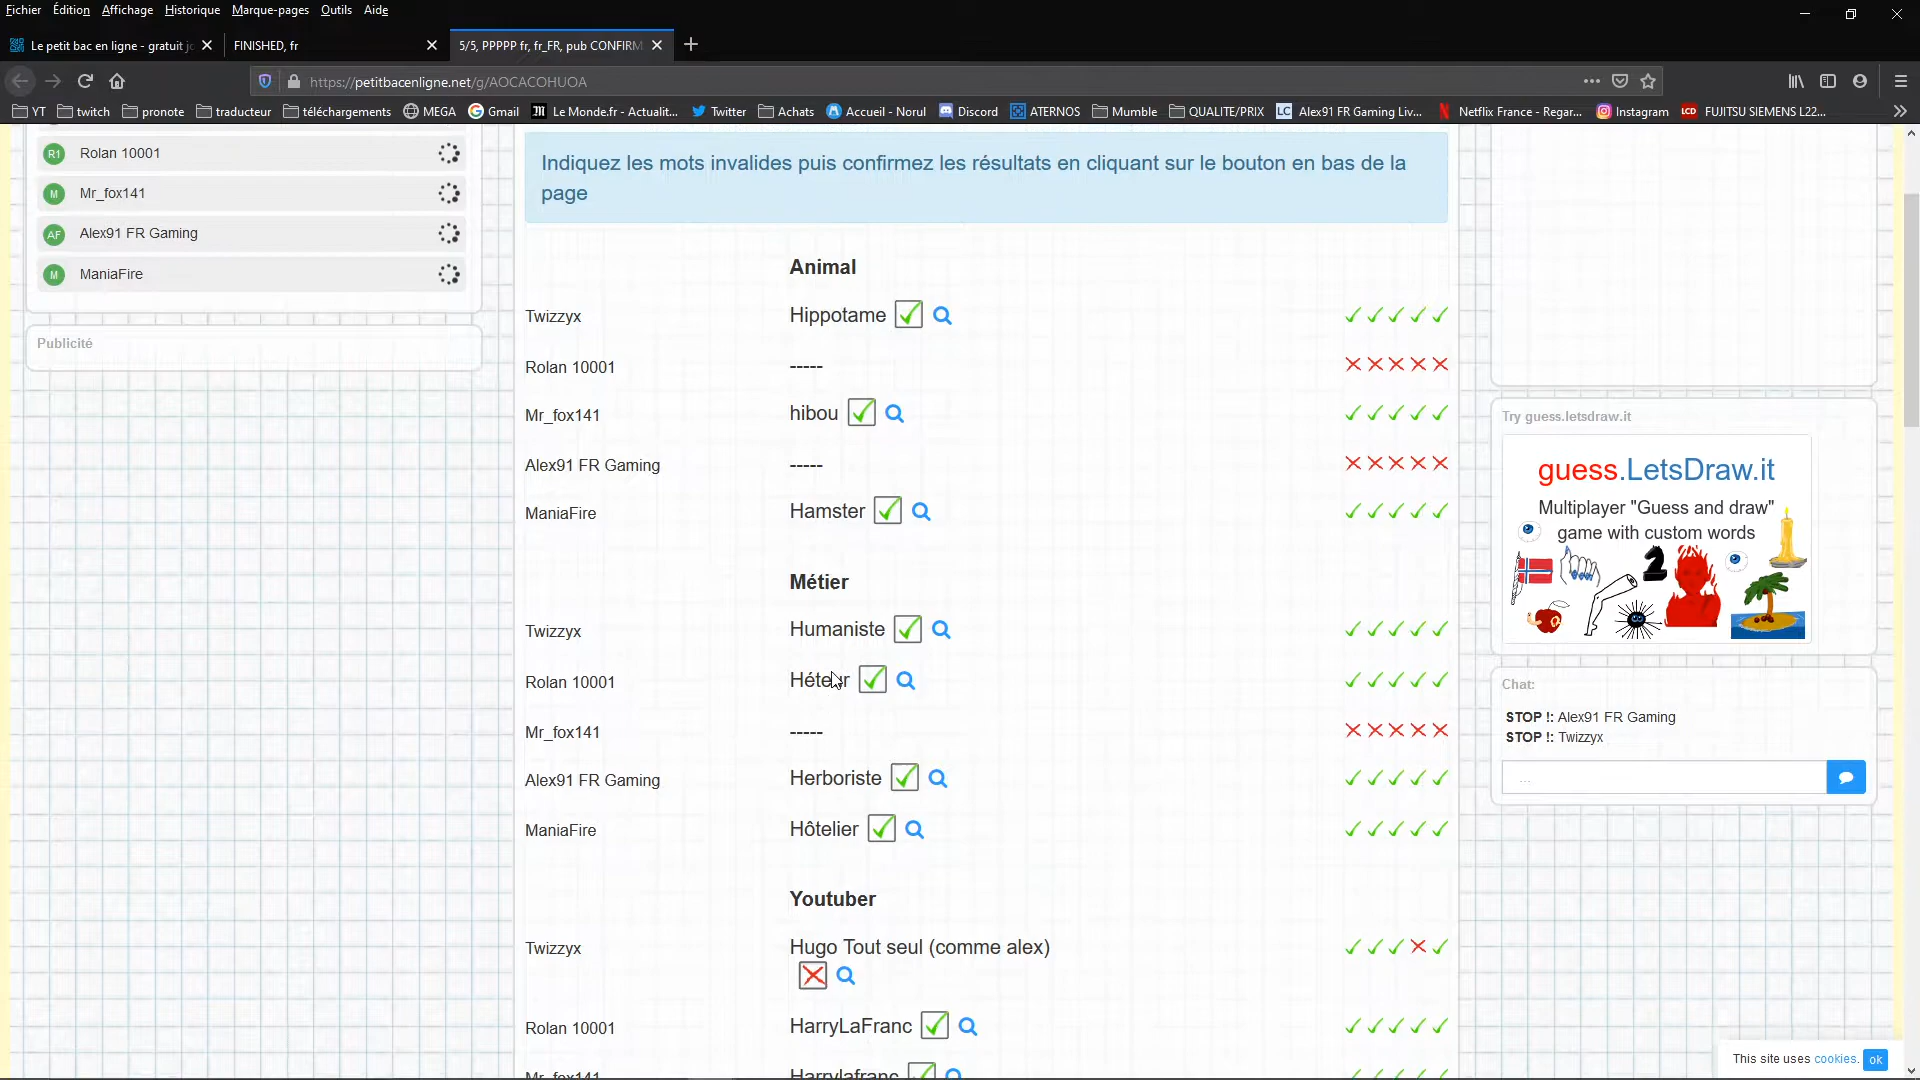 Fichier Édition Affichage Historique Marque-pages Outils Aide
Le petit bac en ligne - gratuit
FINISHED, fr
5/5, PPPPP fr, fr_FR, pub CONFIRM
https://petitbacenligne.net/g/AOCACOHUOA
YT twitch pronote traducteur téléchargements MEGA Gmail Le Monde.fr - Actualit... Twitter Achats Accueil - Norul Discord ATERNOS Mumble QUALITE/PRIX Alex91 FR Gaming Liv... Netflix France - Regar... Instagram FUJITSU SIEMENS L22...
R1 Rolan 10001
M Mr_fox141
AF Alex91 FR Gaming
M ManiaFire
Publicité
Indiquez les mots invalides puis confirmez les résultats en cliquant sur le bouton en bas de la
page
Animal
Twizzyx Hippotame
Rolan 10001 -----
Mr_fox141 hibou
Alex91 FR Gaming -----
ManiaFire Hamster
Métier
Twizzyx Humaniste
Rolan 10001
Mr_fox141 -----
Alex91 FR Gaming Herboriste
ManiaFire Hôtelier
Youtuber
Twizzyx Hugo Tout seul (comme alex)
Rolan 10001 HarryLaFranc
Mr_fox141 Harrylafranc
Try guess.letsdraw.it
guess.LetsDraw.it
Multiplayer "Guess and draw"
game with custom words
Chat:
STOP !: Alex91 FR Gaming
STOP !: Twizzyx
...
This site uses cookies. ok